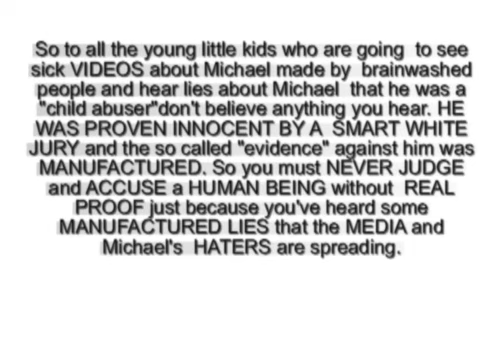 So to all the young little kids who are going to see
sick VIDEOS about Michael made by brainwashed
people and hear lies about Michael that he was a
"child abuser"don't believe anything you hear. HE
WAS PROVEN INNOCENT BY A SMART WHITE
JURY and the so called "evidence" against him was
MANUFACTURED. So you must NEVER JUDGE
and ACCUSE a HUMAN BEING without REAL
PROOF just because you've heard some
MANUFACTURED LIES that the MEDIA and
Michael's HATERS are spreading.